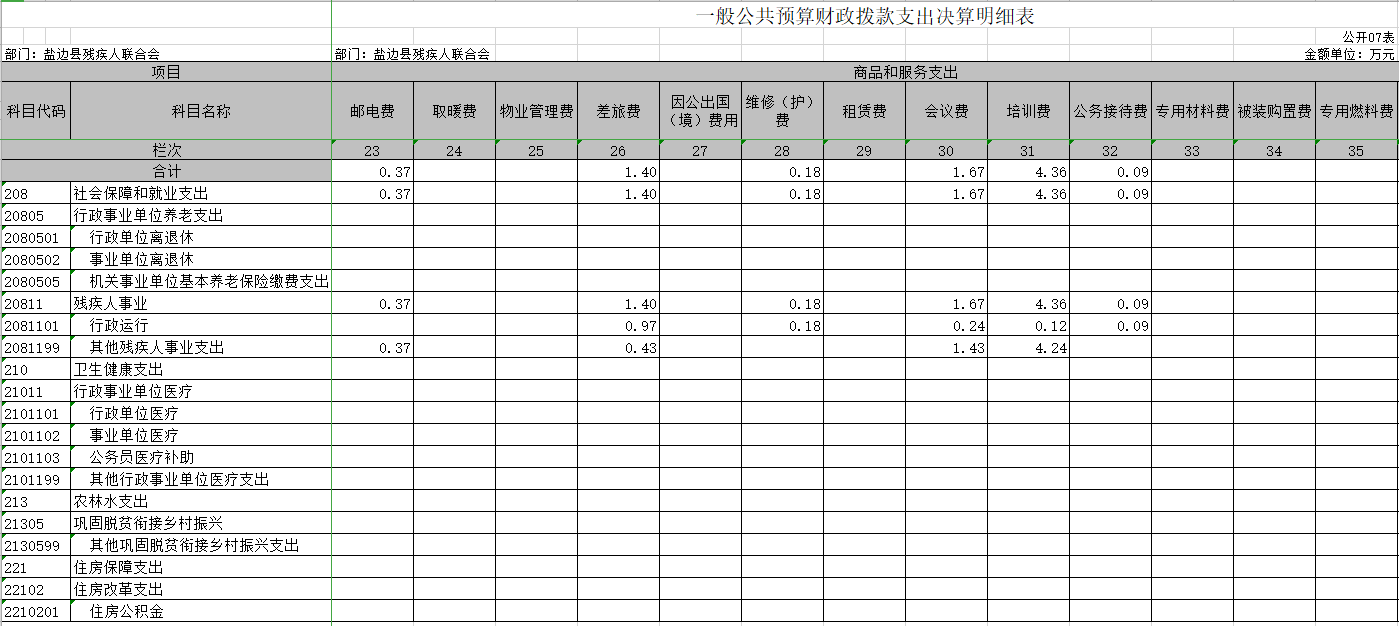 一般公共预算财政拨款支出决算明细表
公开07表
部门：盐边县残疾人联合会 部门：盐边县残疾人联合会 金额单位：万元
项目 商品和服务支出
科目代码 科目名称 邮电费 取暖费 物业管理费 差旅费 因公出国（境）费用 维修（护）费 租赁费 会议费 培训费 公务接待费 专用材料费 被装购置费 专用燃料费
栏次 23 24 25 26 27 28 29 30 31 32 33 34 35
合计 0.37 1.40 0.18 1.67 4.36 0.09
208 社会保障和就业支出 0.37 1.40 0.18 1.67 4.36 0.09
20805 行政事业单位养老支出
2080501 行政单位离退休
2080502 事业单位离退休
2080505 机关事业单位基本养老保险缴费支出
20811 残疾人事业 0.37 1.40 0.18 1.67 4.36 0.09
2081101 行政运行 0.97 0.18 0.24 0.12 0.09
2081199 其他残疾人事业支出 0.37 0.43 1.43 4.24
210 卫生健康支出
21011 行政事业单位医疗
2101101 行政单位医疗
2101102 事业单位医疗
2101103 公务员医疗补助
2101199 其他行政事业单位医疗支出
213 农林水支出
21305 巩固脱贫衔接乡村振兴
2130599 其他巩固脱贫衔接乡村振兴支出
221 住房保障支出
22102 住房改革支出
2210201 住房公积金